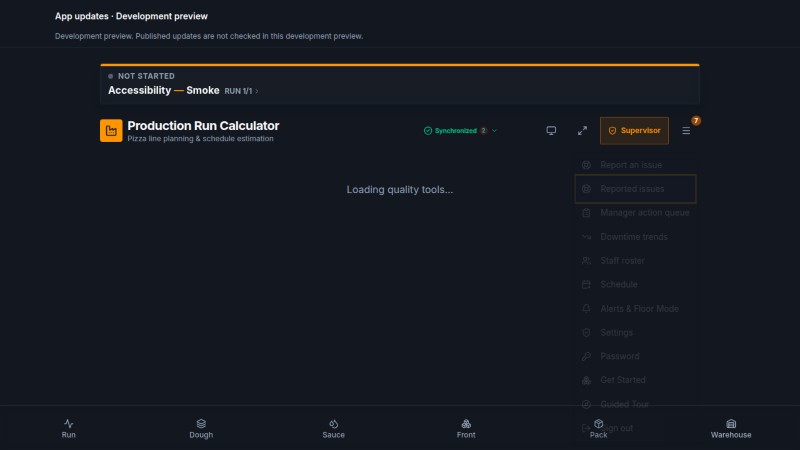 App updates · Development preview
Development preview. Published updates are not checked in this development preview.
NOT STARTED
Accessibility — Smoke RUN 1/1 ›
Production Run Calculator
Pizza line planning & schedule estimation
Synchronized 2
Supervisor
7
Loading quality tools...
Report an issue
Reported issues
Manager action queue
Downtime trends
Staff roster
Schedule
Alerts & Floor Mode
Settings
Password
Get Started
Guided Tour
Sign out
Run
Dough
Sauce
Front
Pack
Warehouse